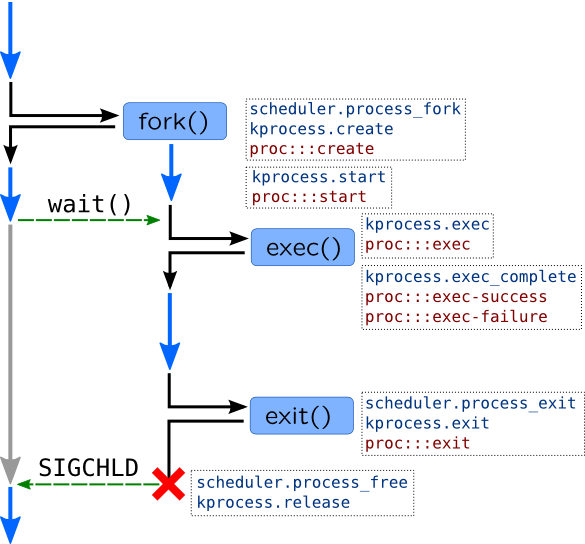 fork()
scheduler.process_fork
kprocess.create
proc:::create
kprocess.start
proc:::start
wait()
kprocess.exec
proc:::exec
exec()
kprocess.exec_complete
proc:::exec-success
proc:::exec-failure
exit()
scheduler.process_exit
kprocess.exit
proc:::exit
SIGCHLD
scheduler.process_free
kprocess.release